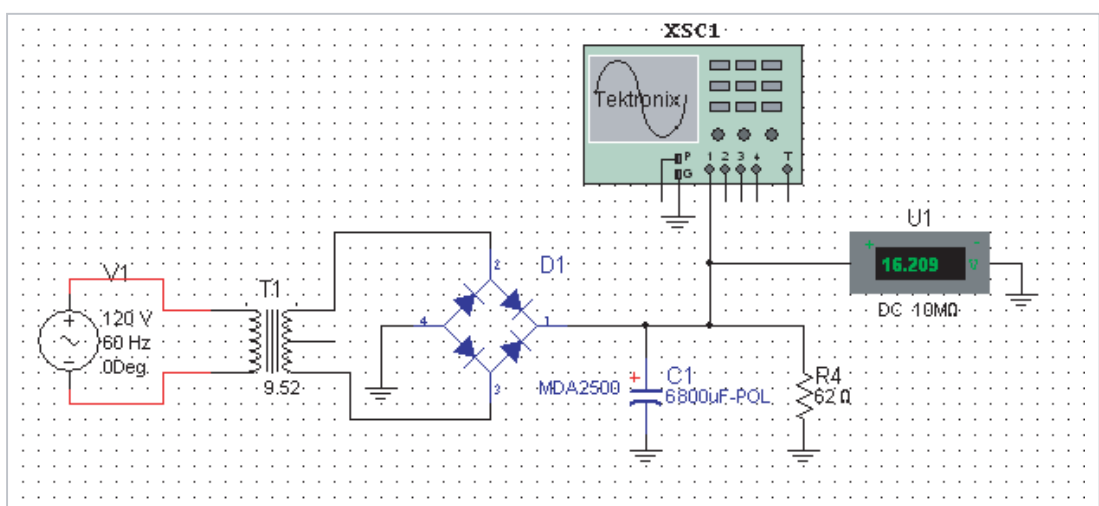 XSC1
Tektronix
P
G
1 2 3 4 T
U1
+ -
16.209 V
DC 10MΩ
V1
+
-
120 V
60 Hz
0Deg.
T1
9.52
D1
2
4
1
3
MDA2500
+
C1
6800uF-POL
R4
62 Ω